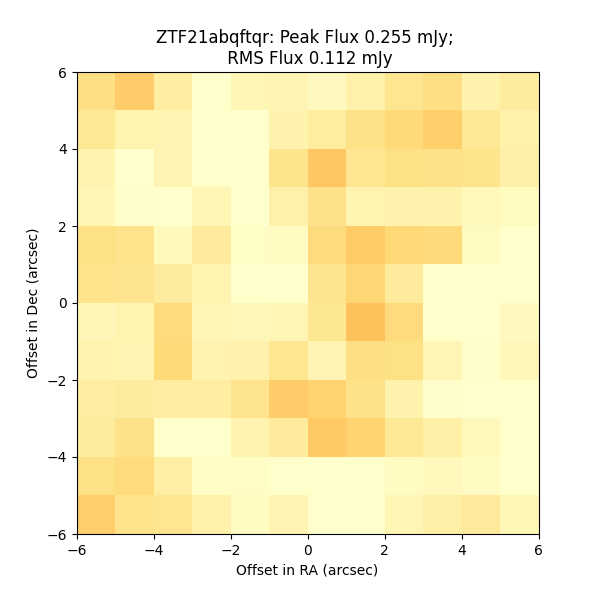 ZTF21abqftqr: Peak Flux 0.255 mJy;
RMS Flux 0.112 mJy
6
4
2
0
−2
−4
−6
Offset in Dec (arcsec)
−6 −4 −2 0 2 4 6
Offset in RA (arcsec)